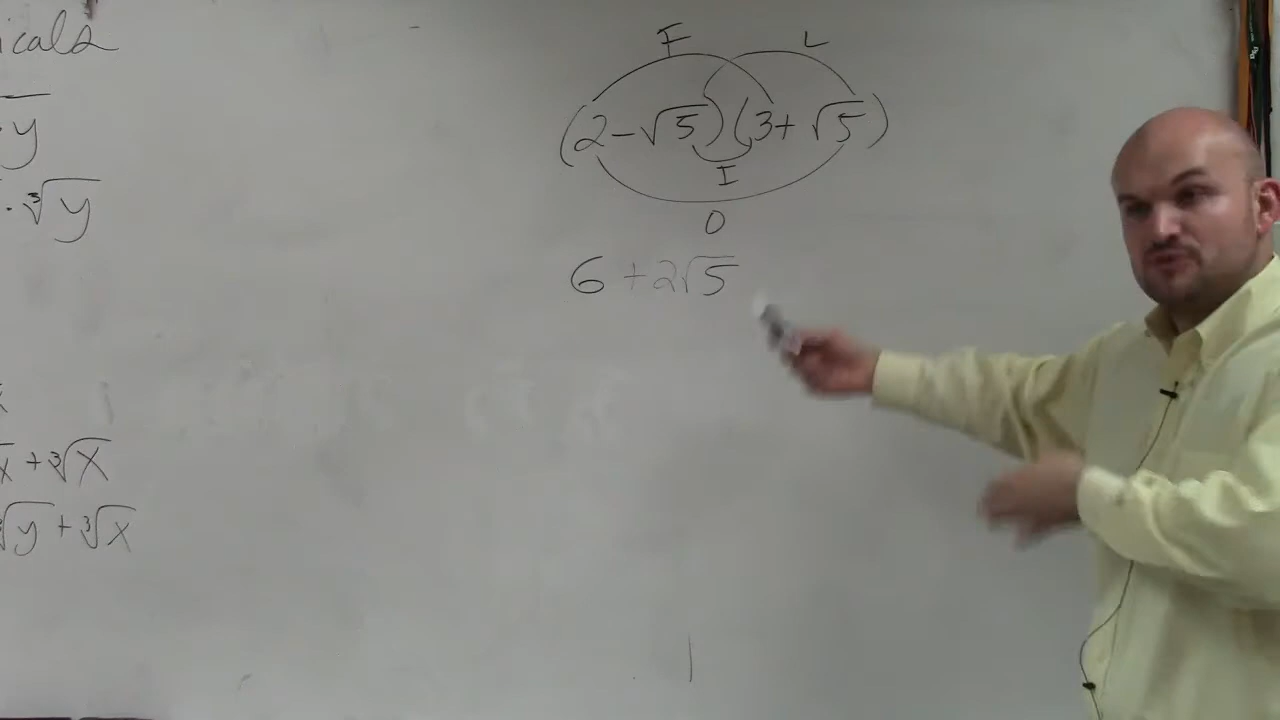 icals
y
· ∛y
F L
(2 - √5)(3 + √5)
I
O
6 + 2√5
x + ∛x
∛y + ∛x